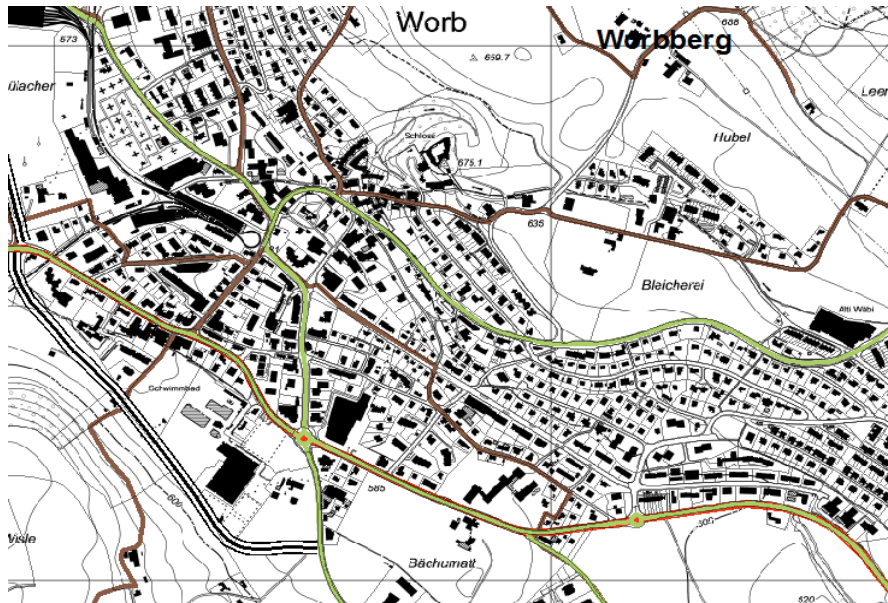 Worb
Worbberg
673
688
659.7
ülacher
Leer
Schloss
Hubel
675.1
635
Bleicherei
Alti Wäbi
Schwimmbad
585
600
Wisle
Bächumatt
520